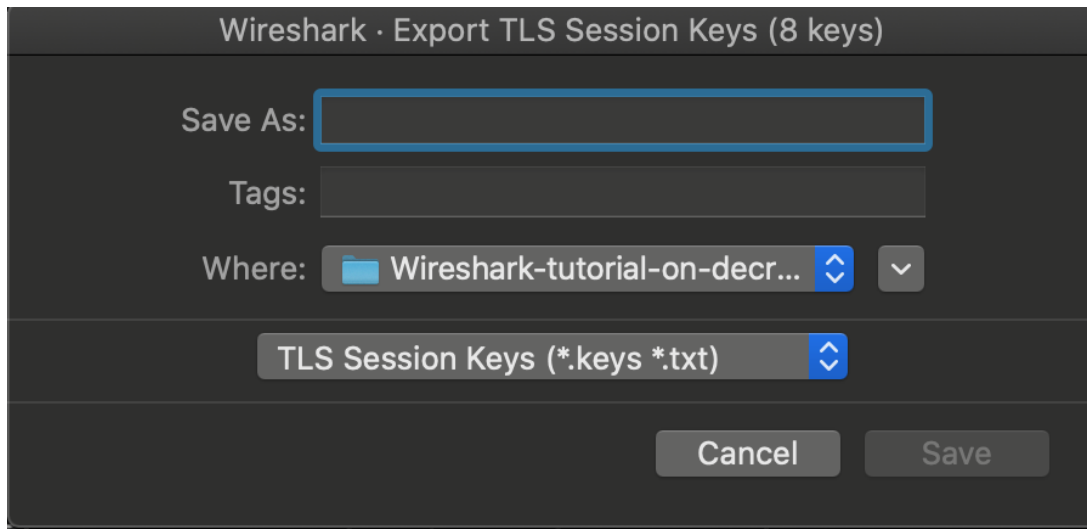 Wireshark · Export TLS Session Keys (8 keys)
Save As:
Tags:
Where: Wireshark-tutorial-on-decr...
TLS Session Keys (*.keys *.txt)
Cancel Save